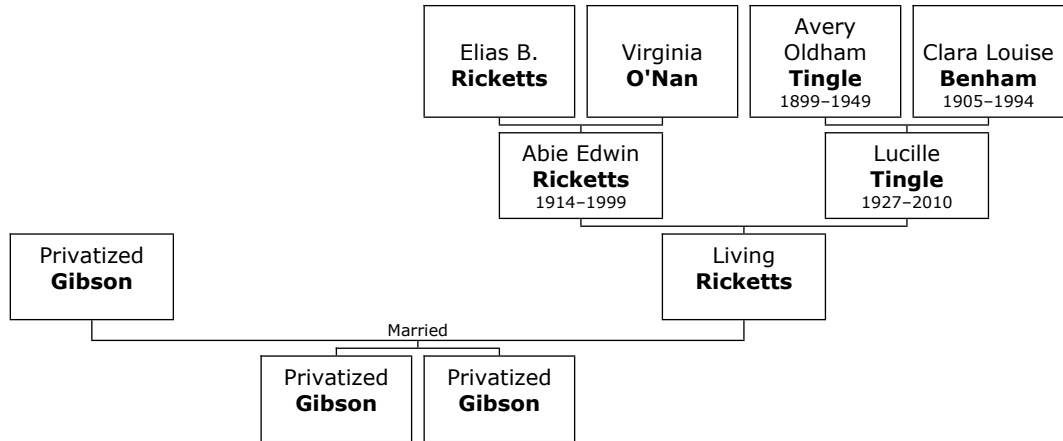 Elias B.
Ricketts
Virginia
O'Nan
Avery
Oldham
Tingle
1899–1949
Clara Louise
Benham
1905–1994
Abie Edwin
Ricketts
1914–1999
Lucille
Tingle
1927–2010
Privatized
Gibson
Living
Ricketts
Married
Privatized
Gibson
Privatized
Gibson